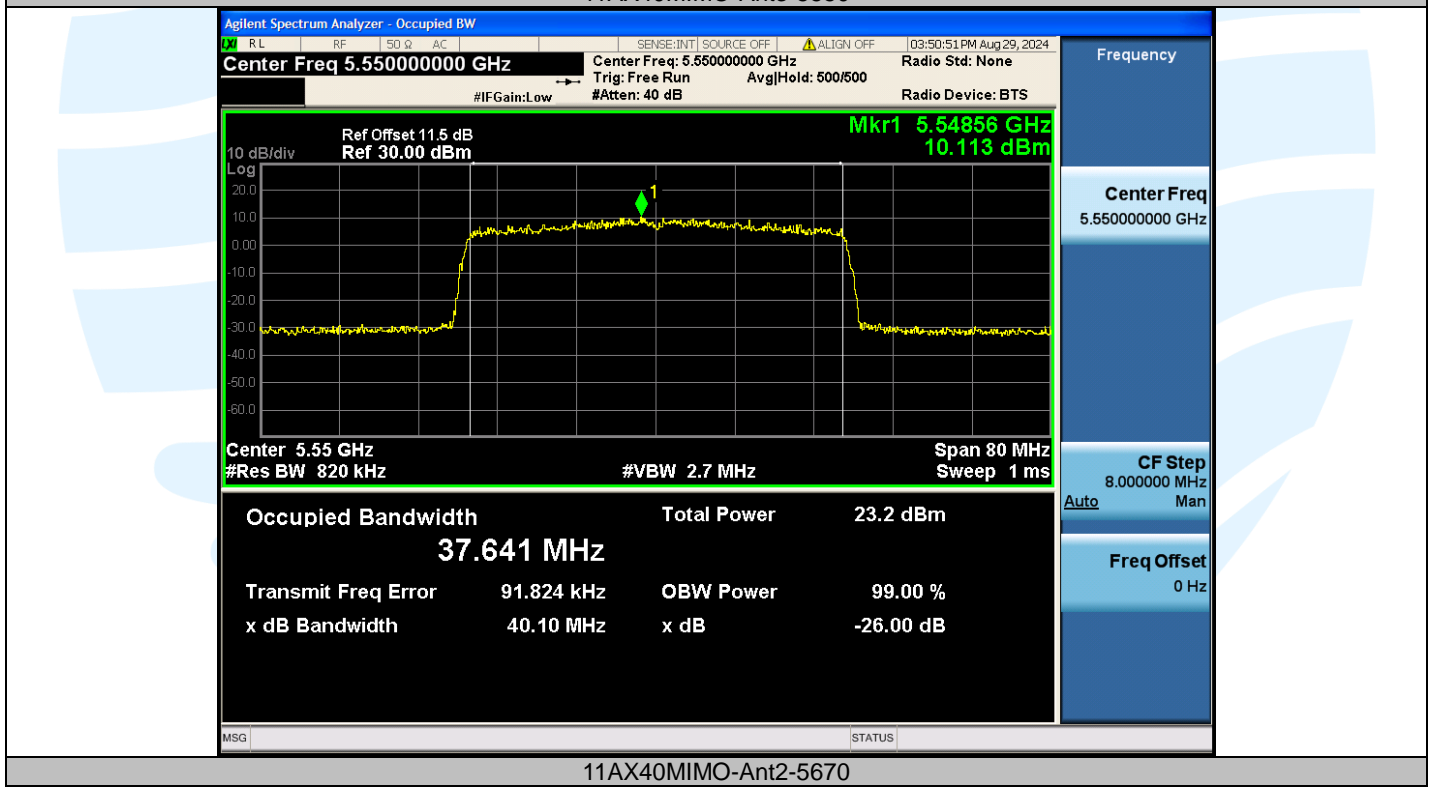 Agilent Spectrum Analyzer - Occupied BW
LXI RL RF 50 Ω AC SENSE:INT SOURCE OFF ALIGN OFF 03:50:51 PM Aug 29, 2024
Center Freq 5.550000000 GHz
Center Freq: 5.550000000 GHz
Radio Std: None
Trig: Free Run Avg|Hold: 500/500
#IFGain:Low
#Atten: 40 dB
Radio Device: BTS
Frequency
Mkr1 5.54856 GHz
10.113 dBm
Ref Offset 11.5 dB
10 dB/div Ref 30.00 dBm
Log
20.0
10.0
0.00
-10.0
-20.0
-30.0
-40.0
-50.0
-60.0
1
Center 5.55 GHz Span 80 MHz
#Res BW 820 kHz #VBW 2.7 MHz Sweep 1 ms
Occupied Bandwidth Total Power 23.2 dBm
37.641 MHz
Transmit Freq Error 91.824 kHz OBW Power 99.00 %
x dB Bandwidth 40.10 MHz x dB -26.00 dB
Center Freq
5.550000000 GHz
CF Step
8.000000 MHz
Auto Man
Freq Offset
0 Hz
MSG STATUS
11AX40MIMO-Ant2-5670